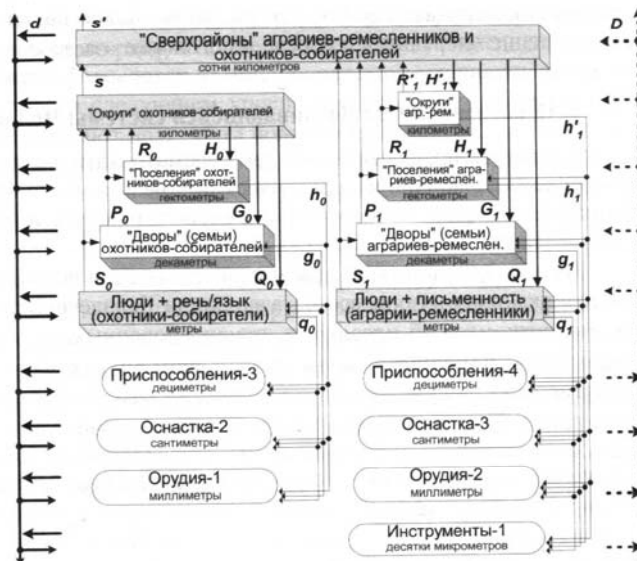 d s' D
"Сверхрайоны" аграриев-ремесленников и
охотников-собирателей
сотни километров
s R'₁ H'₁
"Округи" охотников-собирателей
километры
"Округи"
агр.-рем.
километры
h'₁
R₀ H₀ R₁ H₁
"Поселения" охот-
ников-собирателей
гектометры
"Поселения" агра-
риев-ремеслен.
гектометры
h₀ h₁
P₀ G₀ P₁ G₁
"Дворы" (семьи)
охотников-собирателей
декаметры
"Дворы" (семьи)
аграриев-ремеслен.
декаметры
g₀ g₁
S₀ Q₀ S₁ Q₁
Люди + речь/язык
(охотники-собиратели)
метры
Люди + письменность
(аграрии-ремесленники)
метры
q₀ q₁
Приспособления-3
дециметры
Приспособления-4
дециметры
Оснастка-2
сантиметры
Оснастка-3
сантиметры
Орудия-1
миллиметры
Орудия-2
миллиметры
Инструменты-1
десятки микрометров